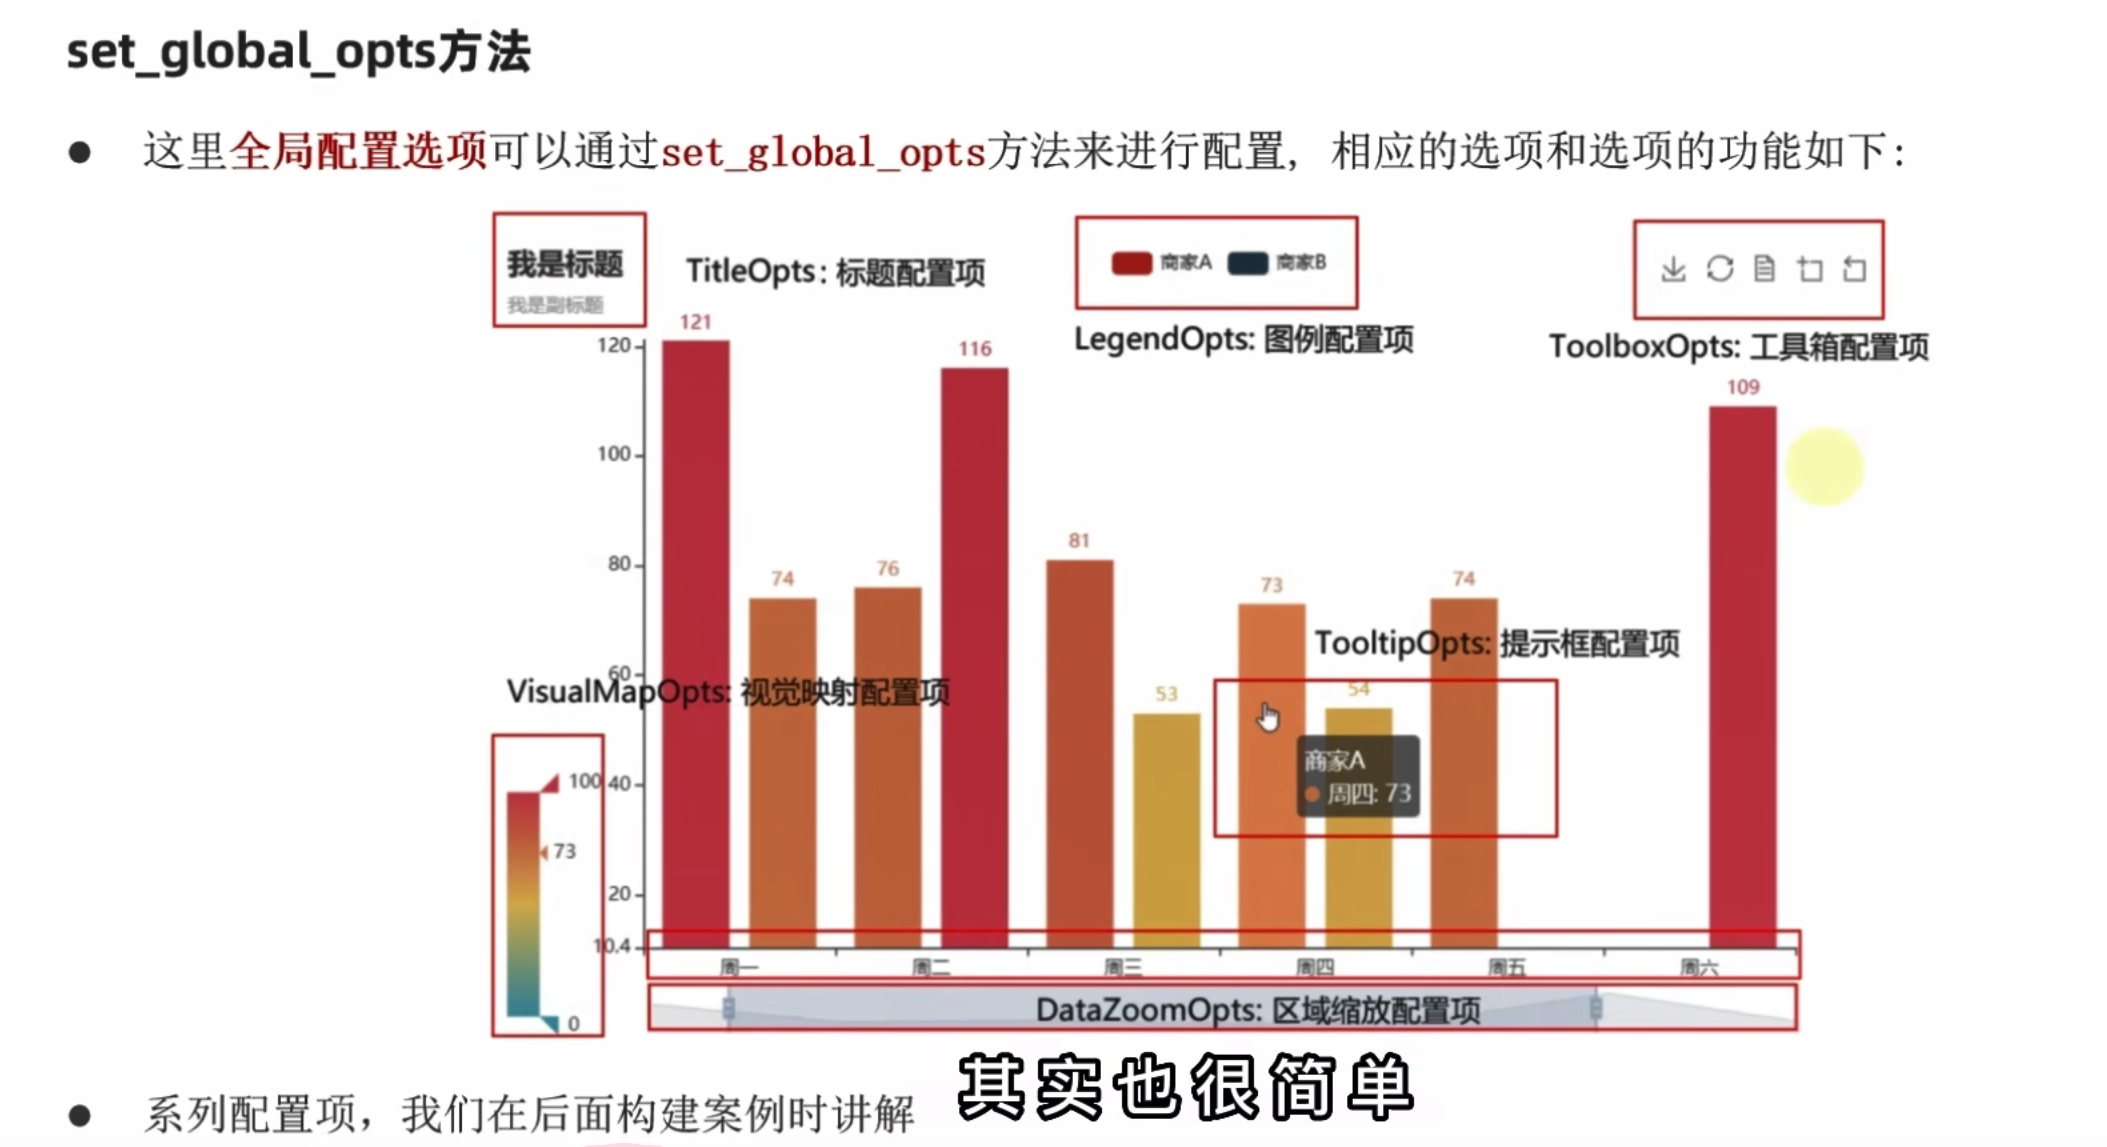 set_global_opts方法
● 这里全局配置选项可以通过set_global_opts方法来进行配置，相应的选项和选项的功能如下：
我是标题
我是副标题
TitleOpts: 标题配置项
商家A 商家B
LegendOpts: 图例配置项
ToolboxOpts: 工具箱配置项
120
100
80
60
40
20
10.4
121
74
76
116
81
53
73
54
74
109
TooltipOpts: 提示框配置项
商家A
周四: 73
VisualMapOpts: 视觉映射配置项
100
73
0
周一 周二 周三 周四 周五 周六
DataZoomOpts: 区域缩放配置项
其实也很简单
● 系列配置项，我们在后面构建案例时讲解